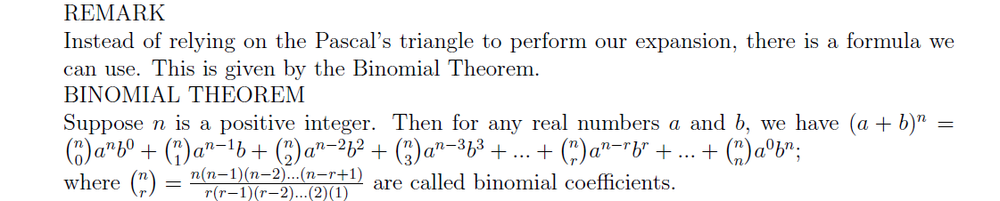 REMARK
Instead of relying on the Pascal's triangle to perform our expansion, there is a formula we
can use. This is given by the Binomial Theorem.
BINOMIAL THEOREM
Suppose $n$ is a positive integer. Then for any real numbers $a$ and $b$, we have $(a+b)^n =$
$\binom{n}{0}a^nb^0 + \binom{n}{1}a^{n-1}b + \binom{n}{2}a^{n-2}b^2 + \binom{n}{3}a^{n-3}b^3 + ... + \binom{n}{r}a^{n-r}b^r + ... + \binom{n}{n}a^0b^n;$
where $\binom{n}{r} = \frac{n(n-1)(n-2)...(n-r+1)}{r(r-1)(r-2)...(2)(1)}$ are called binomial coefficients.